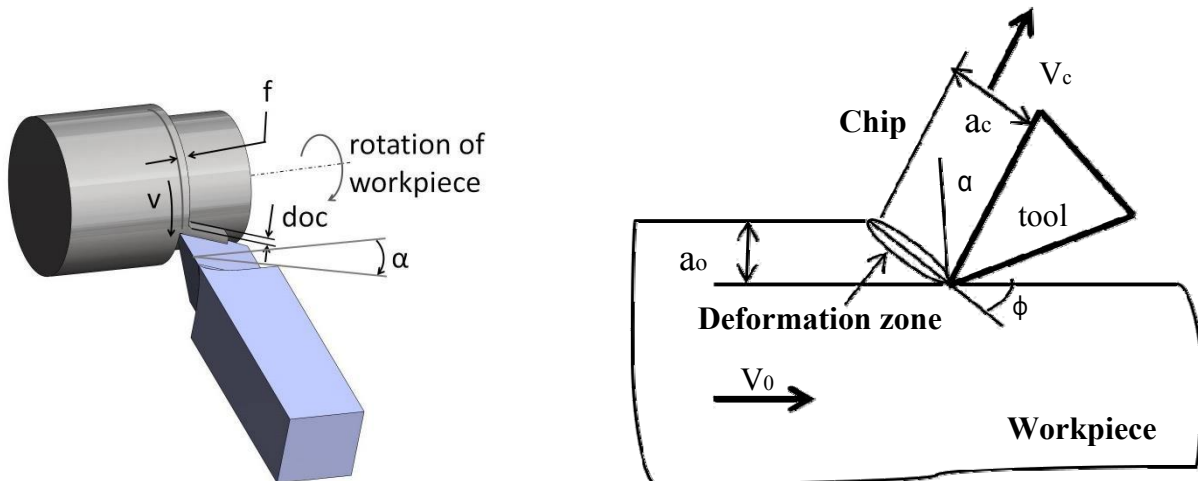 f
rotation of
workpiece
v
doc
α
Vc
Chip
ac
α
tool
ao
Deformation zone
ϕ
V0
Workpiece